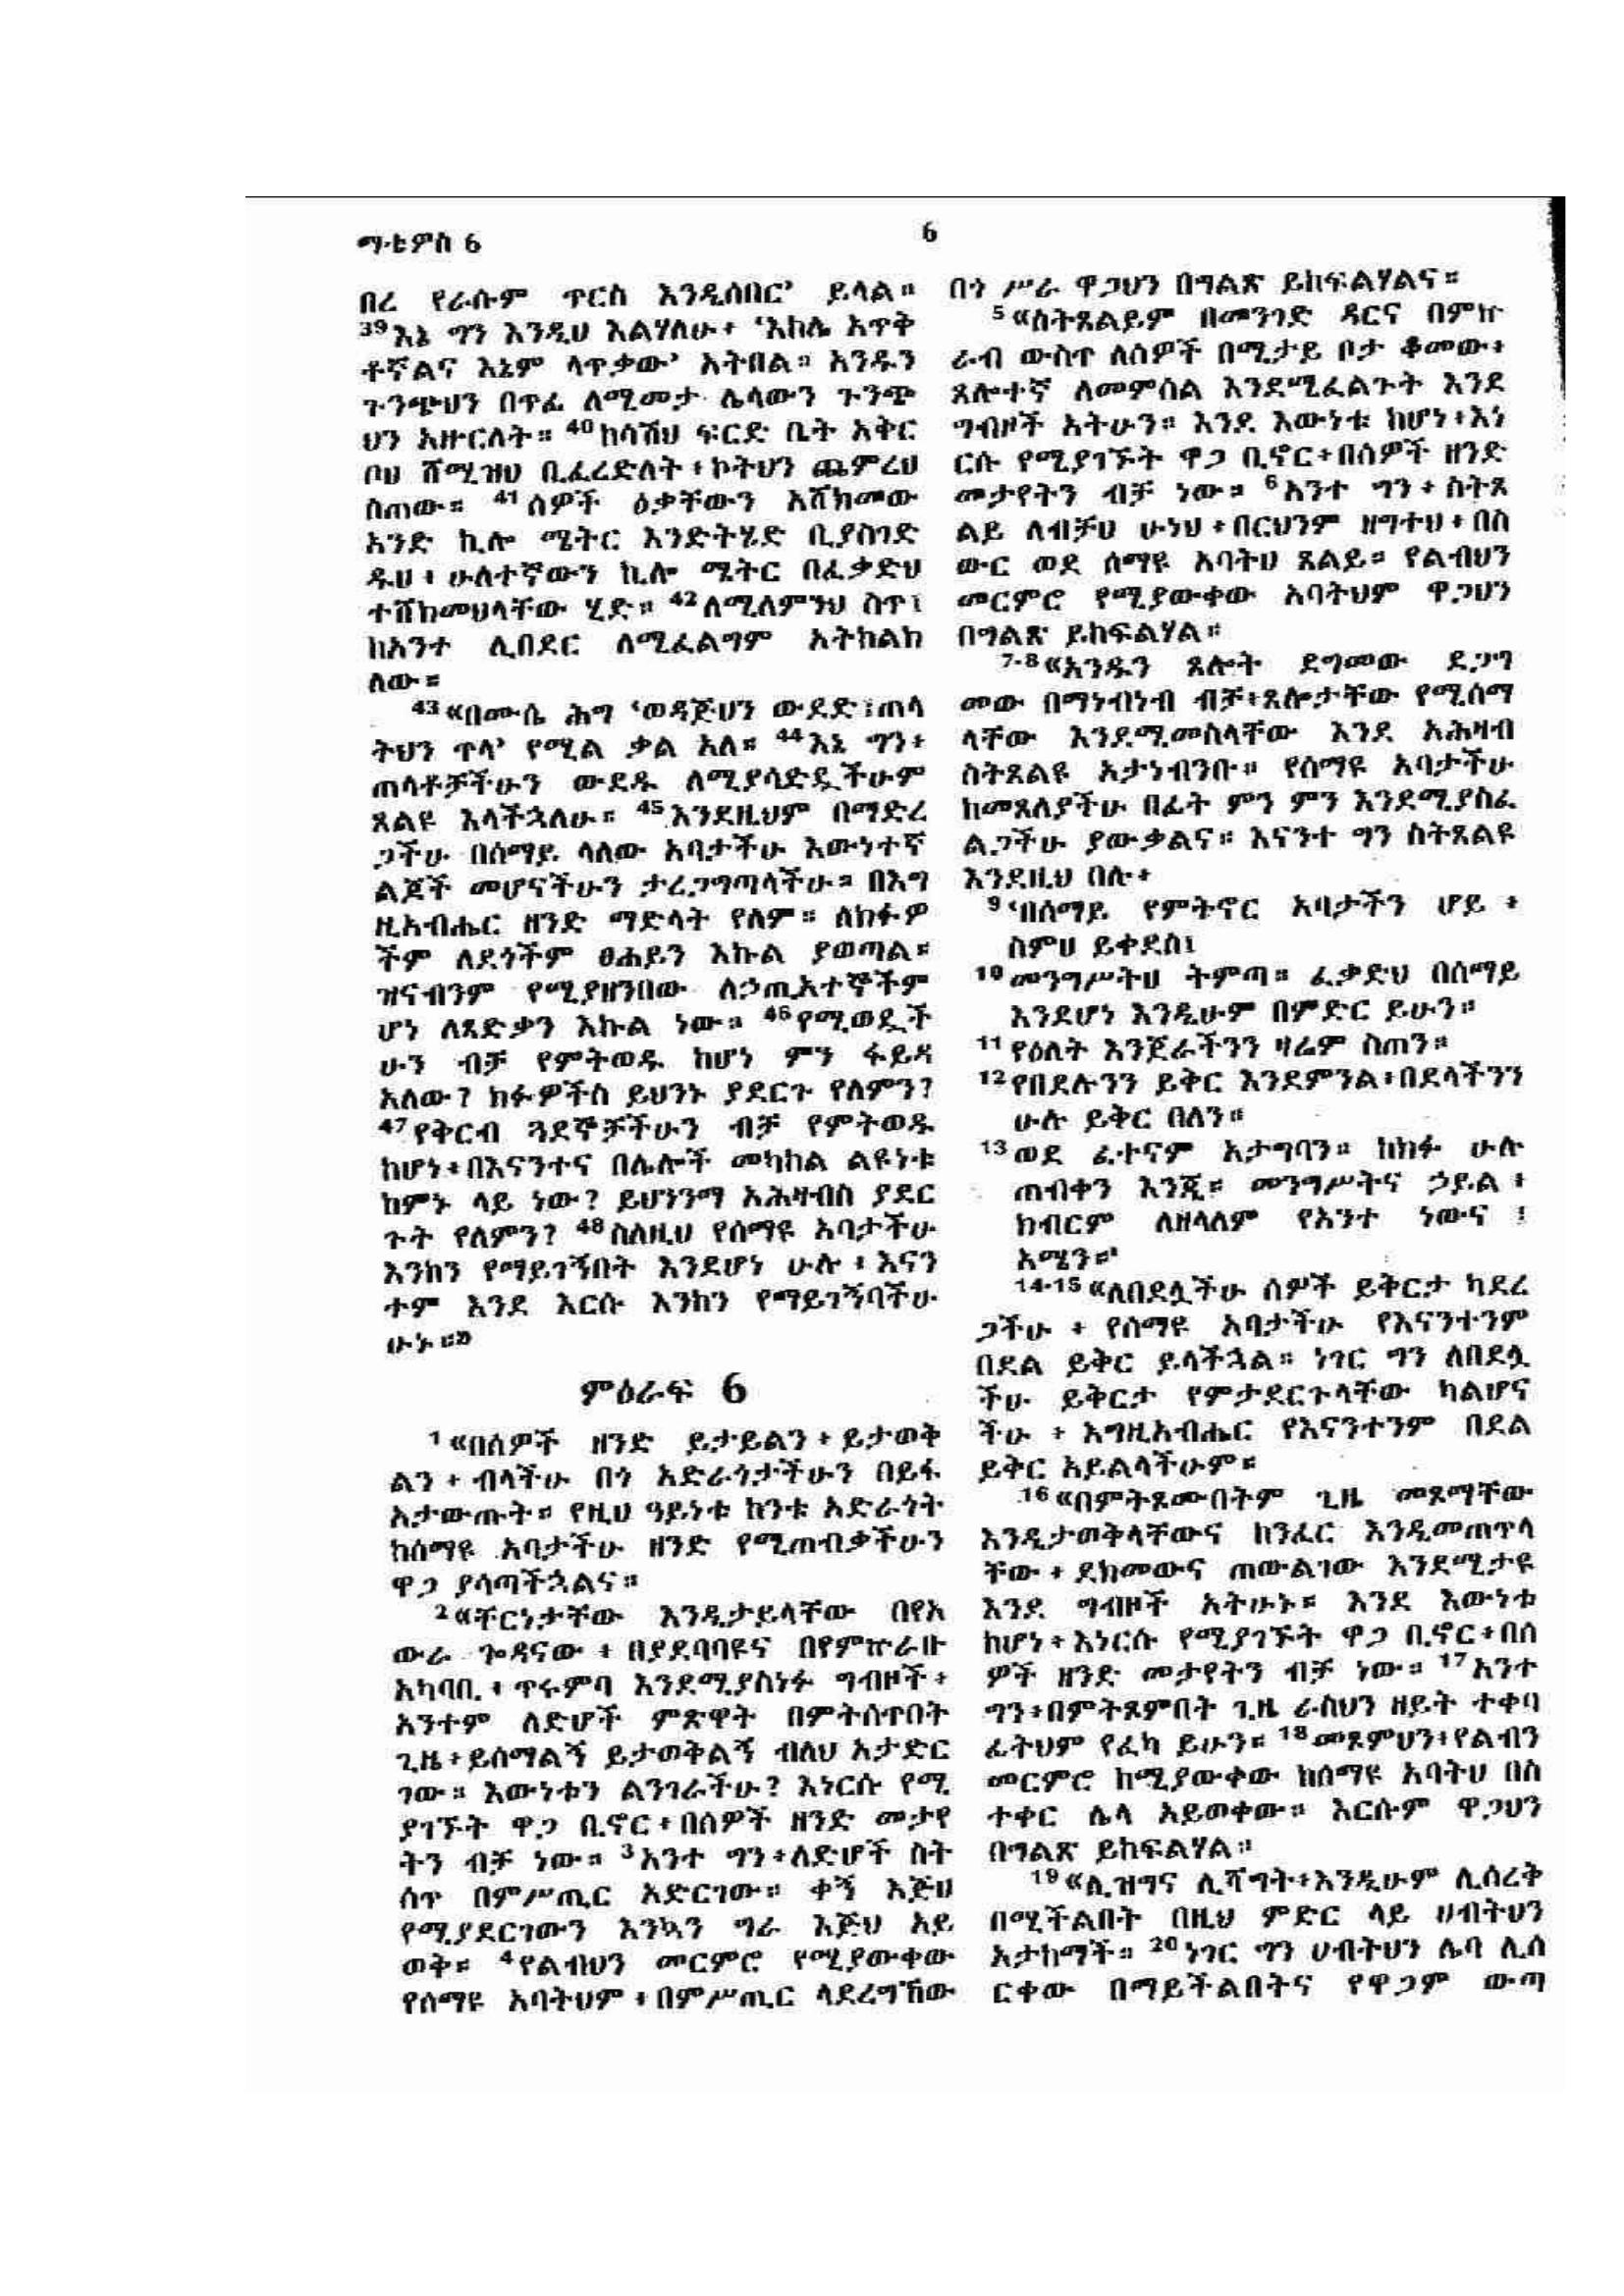 ማቴዎስ 6
6
በረ የራሱም ጥርስ እንዲሰበር’ ይላል።
39እኔ ግን እንዲህ እልሃለሁ፥ ‘እከሌ አጥቅ
ቶኛልና እኔም ላጥቃው’ አትበል። አንዱን
ጉንጭህን በጥፊ ለሚመታ ሌላውን ጉንጭ
ህን አዙርለት። 40ከሳሽህ ፍርድ ቤት አቅር
ቦህ ሸሚዝህ ቢፈረድለት፥ኮትህን ጨምረህ
ስጠው። 41ሰዎች ዕቃቸውን አሸክመው
አንድ ኪሎ ሜትር እንድትሄድ ቢያስገድ
ዱህ፥ ሁለተኛውን ኪሎ ሜትር በፈቃድህ
ተሸክመህላቸው ሂድ። 42ለሚለምንህ ስጥ፤
ከአንተ ሊበደር ለሚፈልግም አትከልክ
ለው።
43«በሙሴ ሕግ ‘ወዳጅህን ውደድ፤ጠላ
ትህን ጥላ’ የሚል ቃል አለ። 44እኔ ግን፥
ጠላቶቻችሁን ውደዱ ለሚያሳድዷችሁም
ጸልዩ እላችኋለሁ። 45እንደዚህም በማድረ
ጋችሁ በሰማይ ላለው አባታችሁ እውነተኛ
ልጆች መሆናችሁን ታረጋግጣላችሁ። በእግ
ዚአብሔር ዘንድ ማድላት የለም። ለክፉዎ
ችም ለደጎችም ፀሐይን እኩል ያወጣል።
ዝናብንም የሚያዘንበው ለኃጢአተኞችም
ሆነ ለጻድቃን እኩል ነው። 46የሚወዷች
ሁን ብቻ የምትወዱ ከሆነ ምን ፋይዳ
አለው? ክፉዎችስ ይህንኑ ያደርጉ የለምን?
47የቅርብ ጓደኞቻችሁን ብቻ የምትወዱ
ከሆነ፥በእናንተና በሌሎች መካከል ልዩነቱ
ከምኑ ላይ ነው? ይህንንማ አሕዛብስ ያደር
ጉት የለምን? 48ስለዚህ የሰማዩ አባታችሁ
እንከን የማይገኝበት እንደሆነ ሁሉ፥እናን
ተም እንደ እርሱ እንከን የማይገኝባችሁ
ሁኑ።»
ምዕራፍ 6
1«በሰዎች ዘንድ ይታይልን፥ይታወቅ
ልን፥ ብላችሁ በጎ አድራጎታችሁን በይፋ
አታውጡት። የዚህ ዓይነቱ ከንቱ አድራጎት
ከሰማዩ አባታችሁ ዘንድ የሚጠብቃችሁን
ዋጋ ያሳጣችኋልና።
2«ቸርነታቸው እንዲታይላቸው በየአ
ውራ ጐዳናው፥ በያደባባዩና በየምኵራቡ
አካባቢ፥ ጥሩምባ እንደሚያስነፉ ግብዞች፥
አንተም ለድሆች ምጽዋት በምትሰጥበት
ጊዜ፥ይሰማልኝ ይታወቅልኝ ብለህ አታድር
ገው። እውነቱን ልንገራችሁ? እነርሱ የሚ
ያገኙት ዋጋ ቢኖር፥በሰዎች ዘንድ መታየ
ትን ብቻ ነው። 3አንተ ግን፥ለድሆች ስት
ሰጥ በምሥጢር አድርገው። ቀኝ እጅህ
የሚያደርገውን እንኳን ግራ እጅህ አይ
ወቅ። 4የልብህን መርምሮ የሚያውቀው
የሰማዩ አባትህም፥በምሥጢር ላደረግኸው
በጎ ሥራ ዋጋህን በግልጽ ይከፍልሃልና።
5«ስትጸልይም በመንገድ ዳርና በምኵ
ራብ ውስጥ ለሰዎች በሚታይ ቦታ ቆመው፥
ጸሎተኛ ለመምሰል እንደሚፈልጉት እንደ
ግብዞች አትሁን። እንደ እውነቱ ከሆነ፥እነ
ርሱ የሚያገኙት ዋጋ ቢኖር፥በሰዎች ዘንድ
መታየትን ብቻ ነው። 6አንተ ግን፥ስትጸ
ልይ ለብቻህ ሁነህ፥በርህንም ዘግተህ፥በስ
ውር ወደ ሰማዩ አባትህ ጸልይ። የልብህን
መርምሮ የሚያውቀው አባትህም ዋጋህን
በግልጽ ይከፍልሃል።
7-8«አንዱን ጸሎት ደግመው ደጋግ
መው በማነብነብ ብቻ፥ጸሎታቸው የሚሰማ
ላቸው እንደሚመስላቸው እንደ አሕዛብ
ስትጸልዩ አታነብንቡ። የሰማዩ አባታችሁ
ከመጸለያችሁ በፊት ምን ምን እንደሚያስፈ
ልጋችሁ ያውቃልና። እናንተ ግን ስትጸልዩ
እንደዚህ በሉ፥
9‘በሰማይ የምትኖር አባታችን ሆይ፥
ስምህ ይቀደስ፤
10መንግሥትህ ትምጣ። ፈቃድህ በሰማይ
እንደሆነ እንዲሁም በምድር ይሁን።
11የዕለት እንጀራችንን ዛሬም ስጠን።
12የበደሉንን ይቅር እንደምንል፥በደላችንን
ሁሉ ይቅር በለን።
13ወደ ፈተናም አታግባን። ከክፉ ሁሉ
ጠብቀን እንጂ። መንግሥትና ኃይል፥
ክብርም ለዘላለም የአንተ ነውና፤
አሜን።’
14-15«ለበደሏችሁ ሰዎች ይቅርታ ካደረ
ጋችሁ፥ የሰማዩ አባታችሁ የእናንተንም
በደል ይቅር ይላችኋል። ነገር ግን ለበደሏ
ችሁ ይቅርታ የምታደርጉላቸው ካልሆና
ችሁ፥ እግዚአብሔር የእናንተንም በደል
ይቅር አይልላችሁም።
16«በምትጾሙበትም ጊዜ መጾማቸው
እንዲታወቅላቸውና ከንፈር እንዲመጠጥላ
ቸው፥ ደክመውና ጠውልገው እንደሚታዩ
እንደ ግብዞች አትሁኑ። እንደ እውነቱ
ከሆነ፥እነርሱ የሚያገኙት ዋጋ ቢኖር፥በሰ
ዎች ዘንድ መታየትን ብቻ ነው። 17አንተ
ግን፥በምትጾምበት ጊዜ ራስህን ዘይት ተቀባ
ፊትህም የፈካ ይሁን። 18መጾምህን፥የልብን
መርምሮ ከሚያውቀው ከሰማዩ አባትህ በስ
ተቀር ሌላ አይወቀው። እርሱም ዋጋህን
በግልጽ ይከፍልሃል።
19«ሊዝግና ሊሻግት፥እንዲሁም ሊሰረቅ
በሚችልበት በዚህ ምድር ላይ ሀብትህን
አታከማች። 20ነገር ግን ሀብትህን ሌባ ሊሰ
ርቀው በማይችልበትና የዋጋም ውጣ